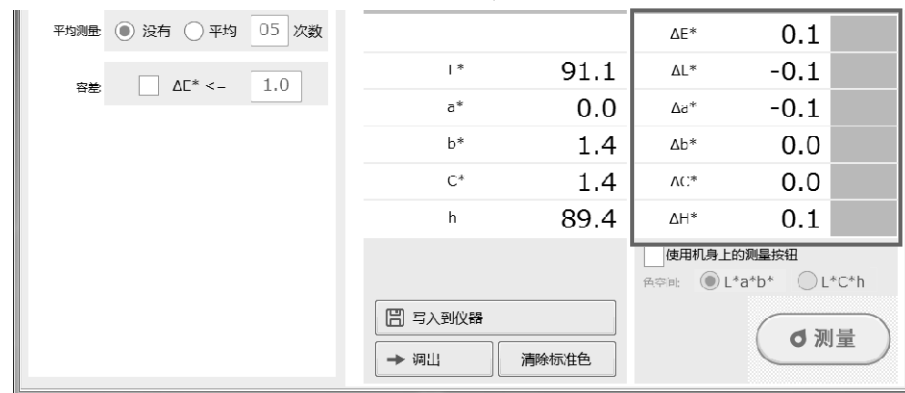 平均测量: 没有 平均 05 次数
容差: ΔE* <= 1.0
L* 91.1
a* 0.0
b* 1.4
C* 1.4
h 89.4
ΔE* 0.1
ΔL* -0.1
Δa* -0.1
Δb* 0.0
ΔC* 0.0
ΔH* 0.1
使用机身上的测量按钮
色空间: L*a*b* L*C*h
写入到仪器
调出 清除标准色
测量